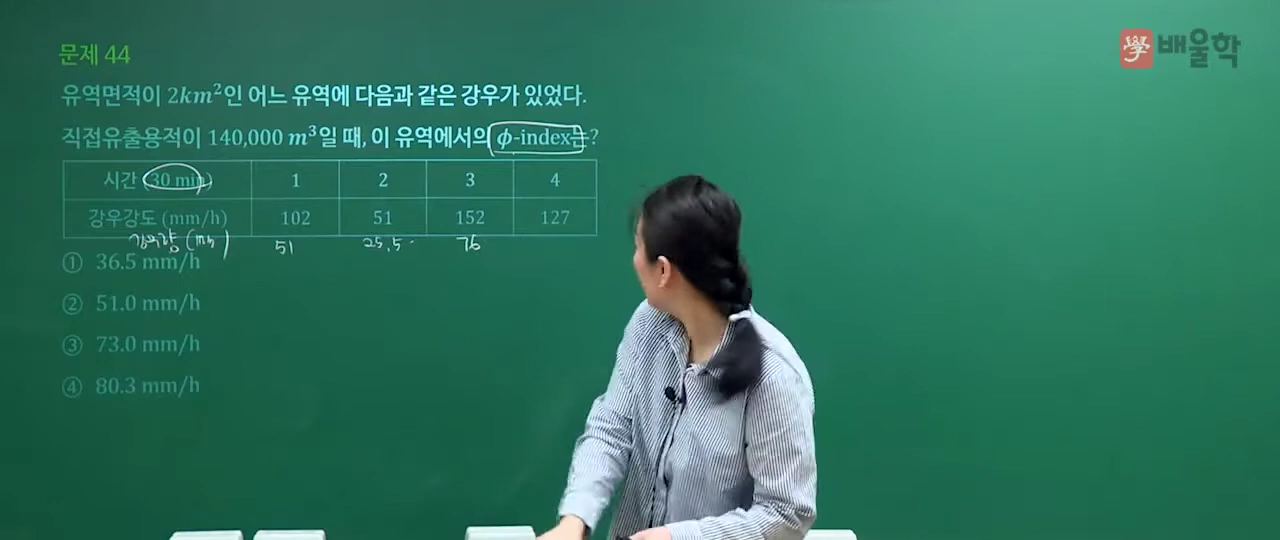 學 배울학
문제 44
유역면적이 2km²인 어느 유역에 다음과 같은 강우가 있었다.
직접유출용적이 140,000 m³일 때, 이 유역에서의 ϕ-index는?
시간 (30 min) 1 2 3 4
강우강도 (mm/h) 102 51 152 127
강우량 (mm) 51 25.5 76
① 36.5 mm/h
② 51.0 mm/h
③ 73.0 mm/h
④ 80.3 mm/h